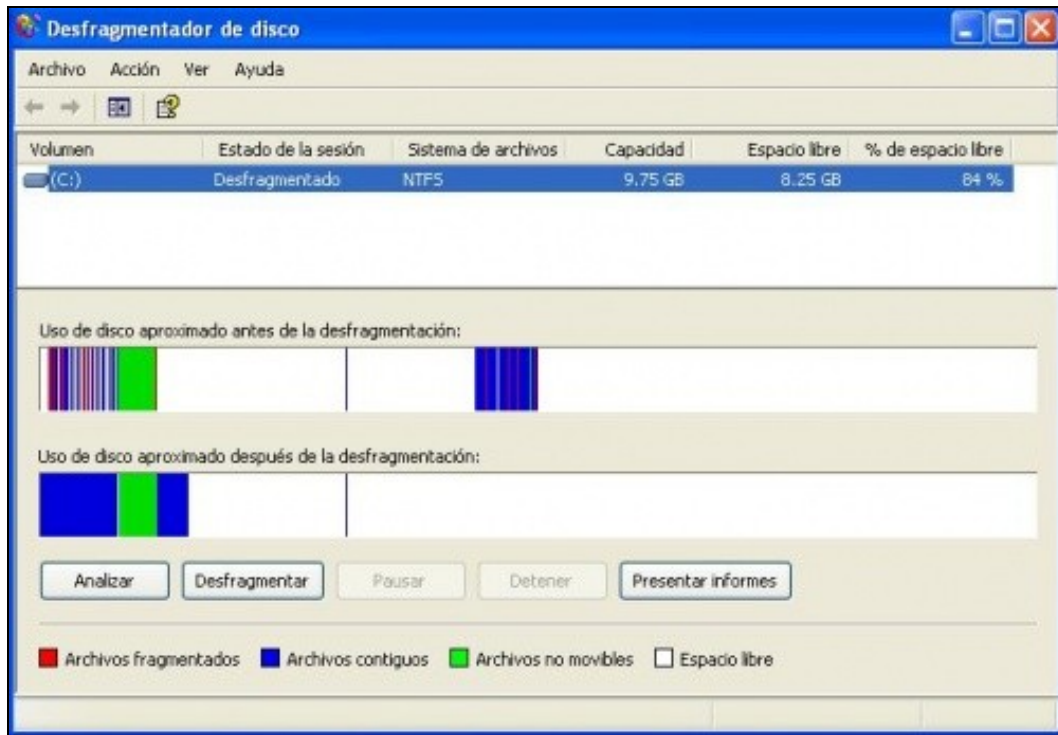 Desfragmentador de disco
Archivo Acción Ver Ayuda
Volumen Estado de la sesión Sistema de archivos Capacidad Espacio libre % de espacio libre
(C:) Desfragmentado NTFS 9.75 GB 8.25 GB 84 %
Uso de disco aproximado antes de la desfragmentación:
Uso de disco aproximado después de la desfragmentación:
Analizar Desfragmentar Pausar Detener Presentar informes
Archivos fragmentados Archivos contiguos Archivos no movibles Espacio libre